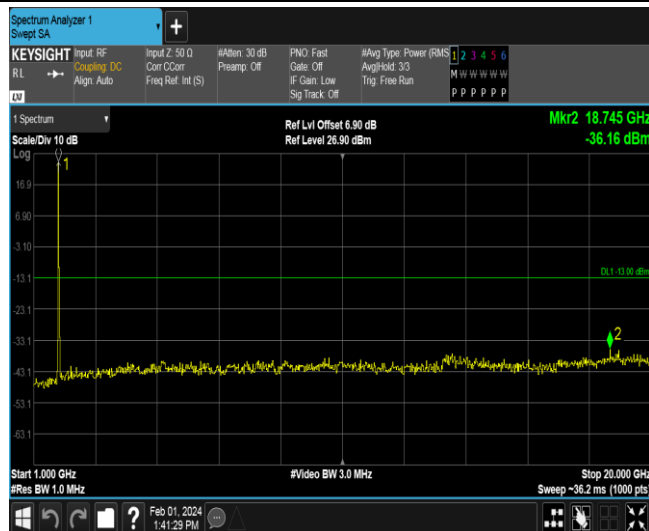 Spectrum Analyzer 1
Swept SA
+
KEYSIGHT
RL
Input: RF
Coupling: DC
Align: Auto
Input Z: 50 Ω
Corr CCorr
Freq Ref: Int (S)
#Atten: 30 dB
Preamp: Off
PNO: Fast
Gate: Off
IF Gain: Low
Sig Track: Off
#Avg Type: Power (RMS
Avg|Hold: 3/3
Trig: Free Run
1 2 3 4 5 6
M W W W W W
P P P P P P
1 Spectrum
Scale/Div 10 dB
Log
Ref Lvl Offset 6.90 dB
Ref Level 26.90 dBm
Mkr2 18.745 GHz
-36.16 dBm
1
16.9
6.90
-3.10
-13.1
DL1 -13.00 dBm
-23.1
-33.1
2
-43.1
-53.1
-63.1
Start 1.000 GHz
#Res BW 1.0 MHz
#Video BW 3.0 MHz
Stop 20.000 GHz
Sweep ~36.2 ms (1000 pts)
?
Feb 01, 2024
1:41:29 PM